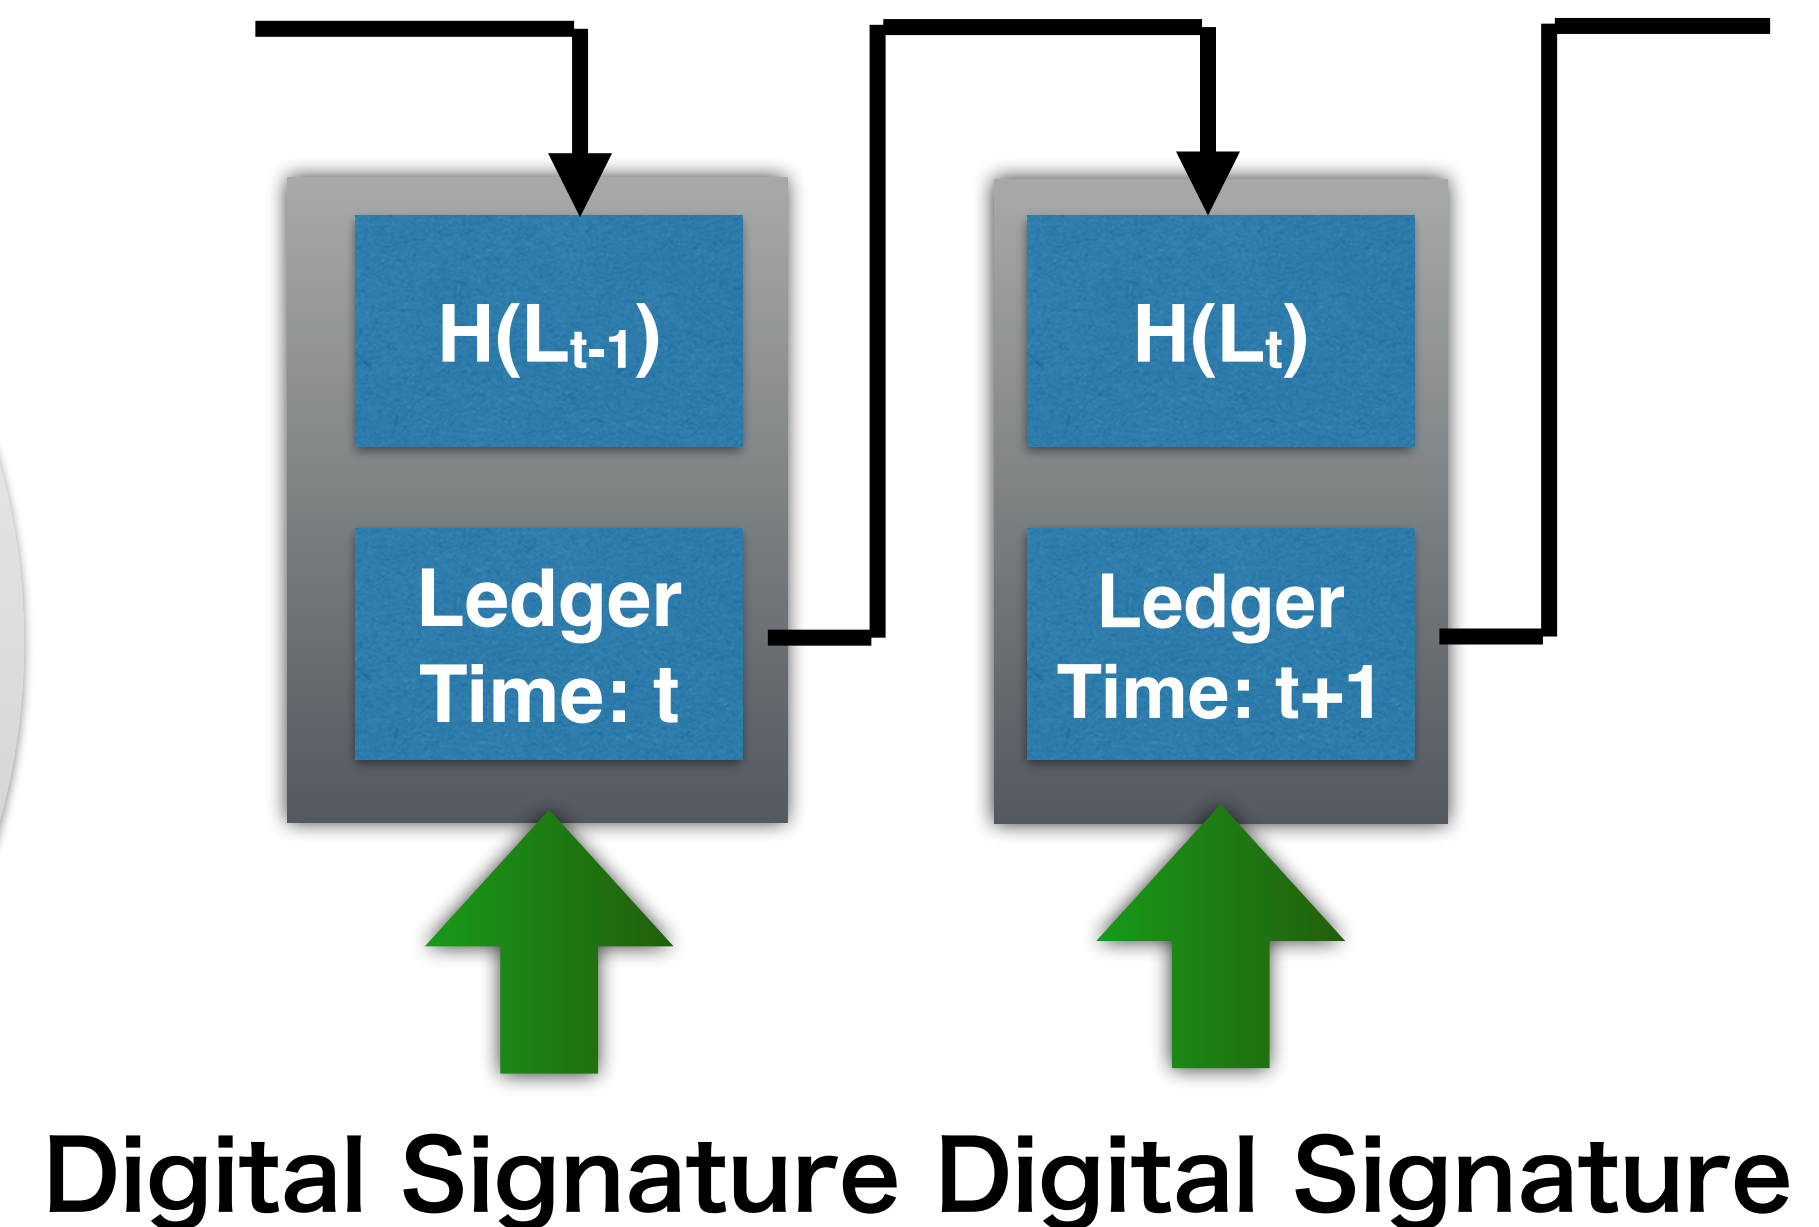 H(Lt-1)
H(Lt)
Ledger
Time: t
Ledger
Time: t+1
Digital Signature
Digital Signature